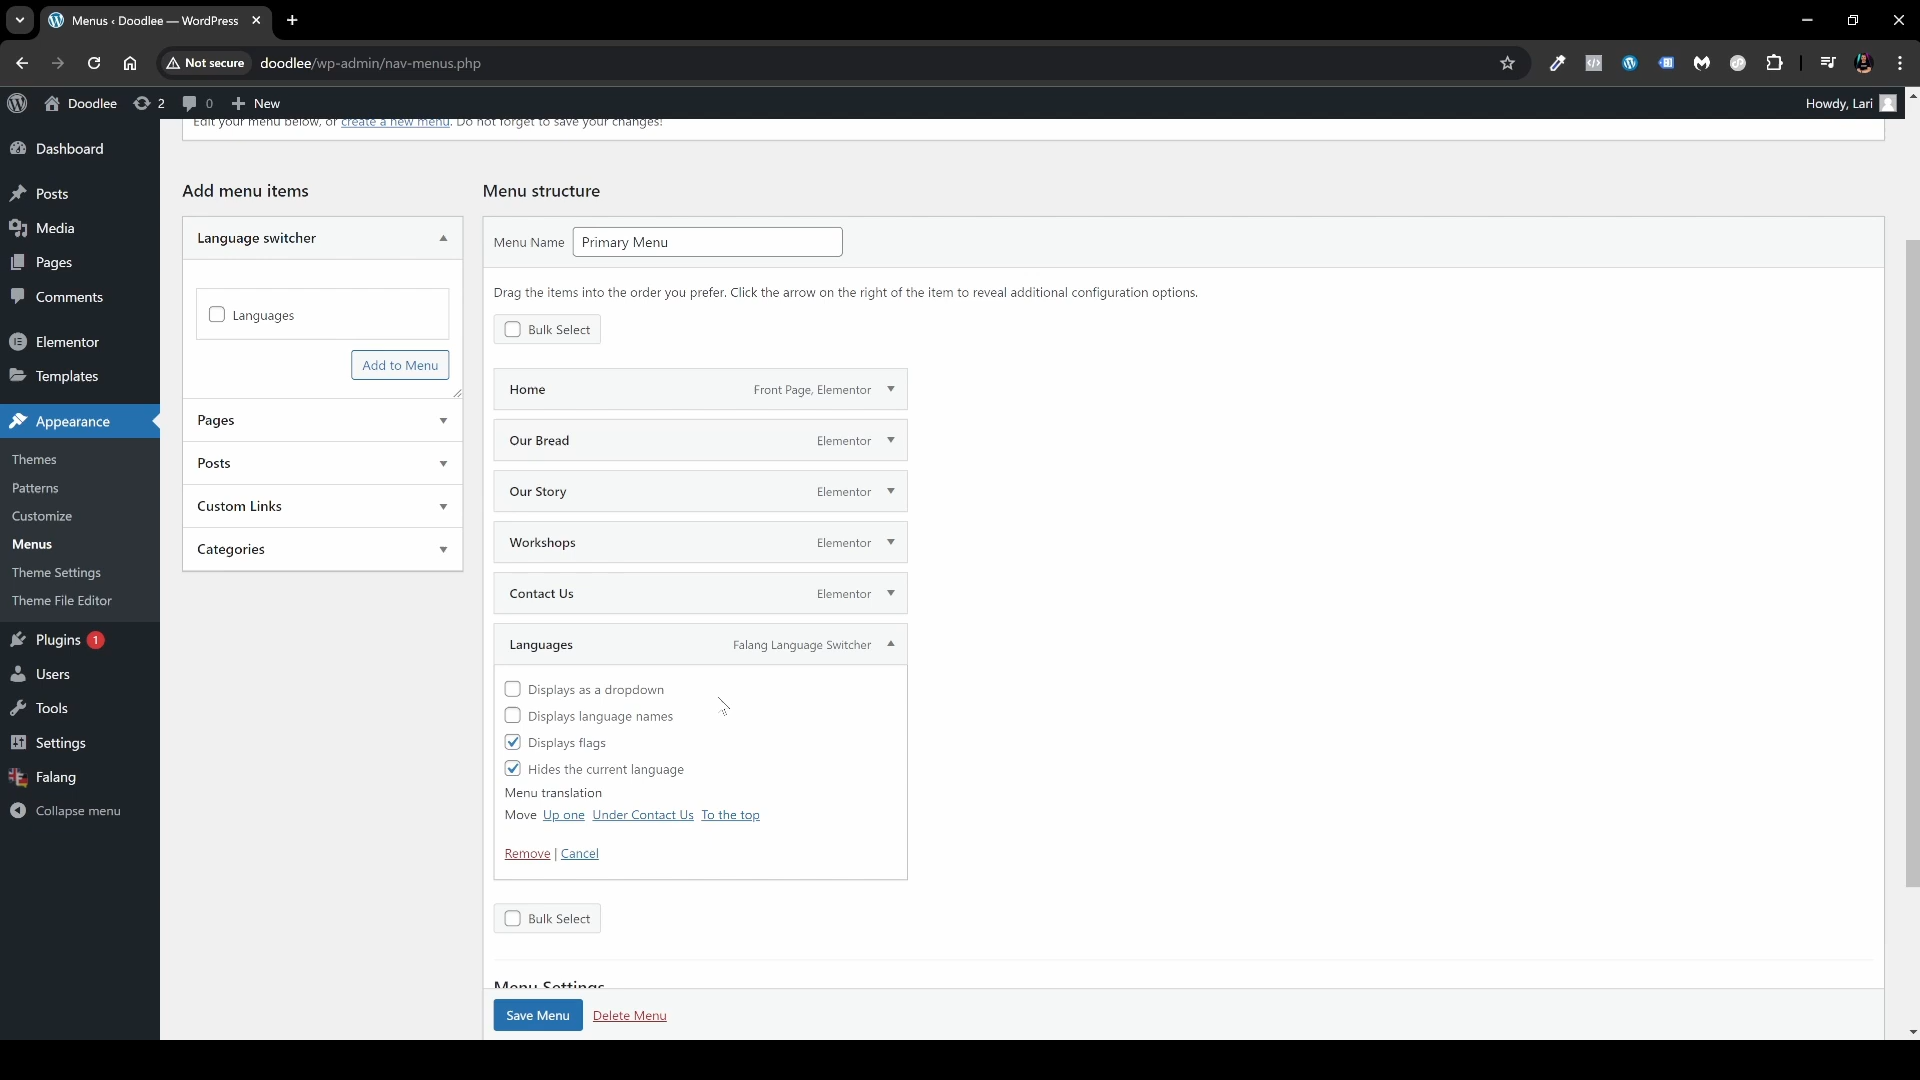 Menus ‹ Doodlee — WordPress
Not secure
doodlee/wp-admin/nav-menus.php
Doodlee
2
0
New
Howdy, Lari
Edit your menu below, or create a new menu. Do not forget to save your changes!
Dashboard
Posts
Media
Pages
Comments
Elementor
Templates
Appearance
Themes
Patterns
Customize
Menus
Theme Settings
Theme File Editor
Plugins 1
Users
Tools
Settings
Falang
Collapse menu
Add menu items
Language switcher
Languages
Add to Menu
Pages
Posts
Custom Links
Categories
Menu structure
Menu Name Primary Menu
Drag the items into the order you prefer. Click the arrow on the right of the item to reveal additional configuration options.
Bulk Select
Home Front Page, Elementor
Our Bread Elementor
Our Story Elementor
Workshops Elementor
Contact Us Elementor
Languages Falang Language Switcher
Displays as a dropdown
Displays language names
Displays flags
Hides the current language
Menu translation
Move Up one Under Contact Us To the top
Remove | Cancel
Bulk Select
Menu Settings
Save Menu Delete Menu